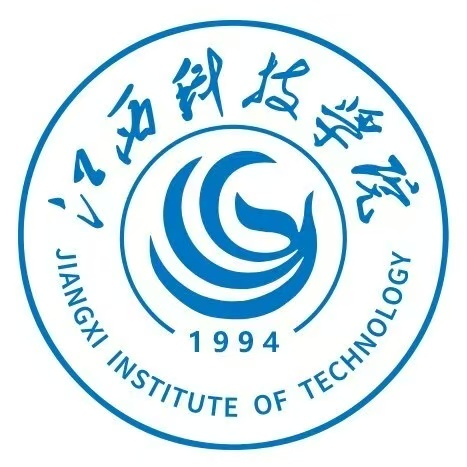 江西科技学院
1994
JIANGXI INSTITUTE OF TECHNOLOGY